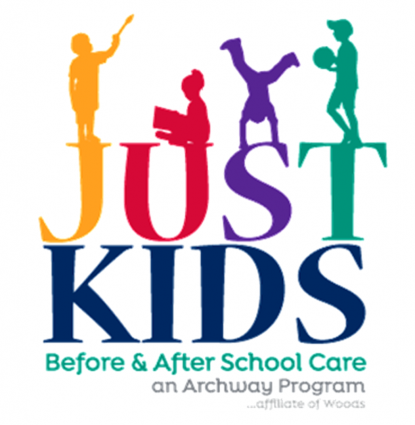 JUST
KIDS
Before & After School Care
an Archway Program
...affiliate of Woods